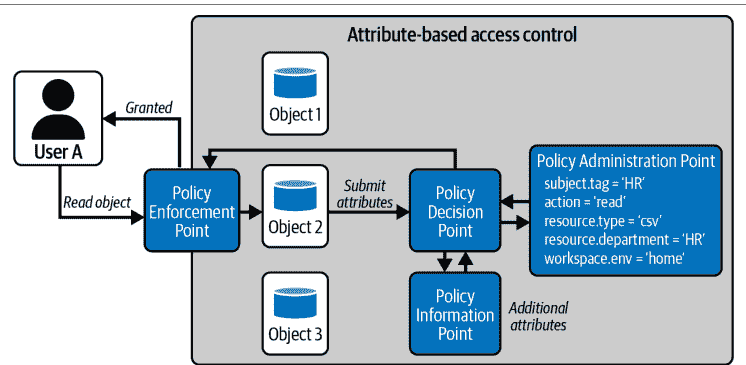 Attribute-based access control
Granted
User A
Read object
Object 1
Policy
Enforcement
Point
Object 2
Submit
attributes
Policy
Decision
Point
Policy Administration Point
subject.tag = ‘HR’
action = ‘read’
resource.type = ‘csv’
resource.department = ‘HR’
workspace.env = ‘home’
Object 3
Policy
Information
Point
Additional
attributes